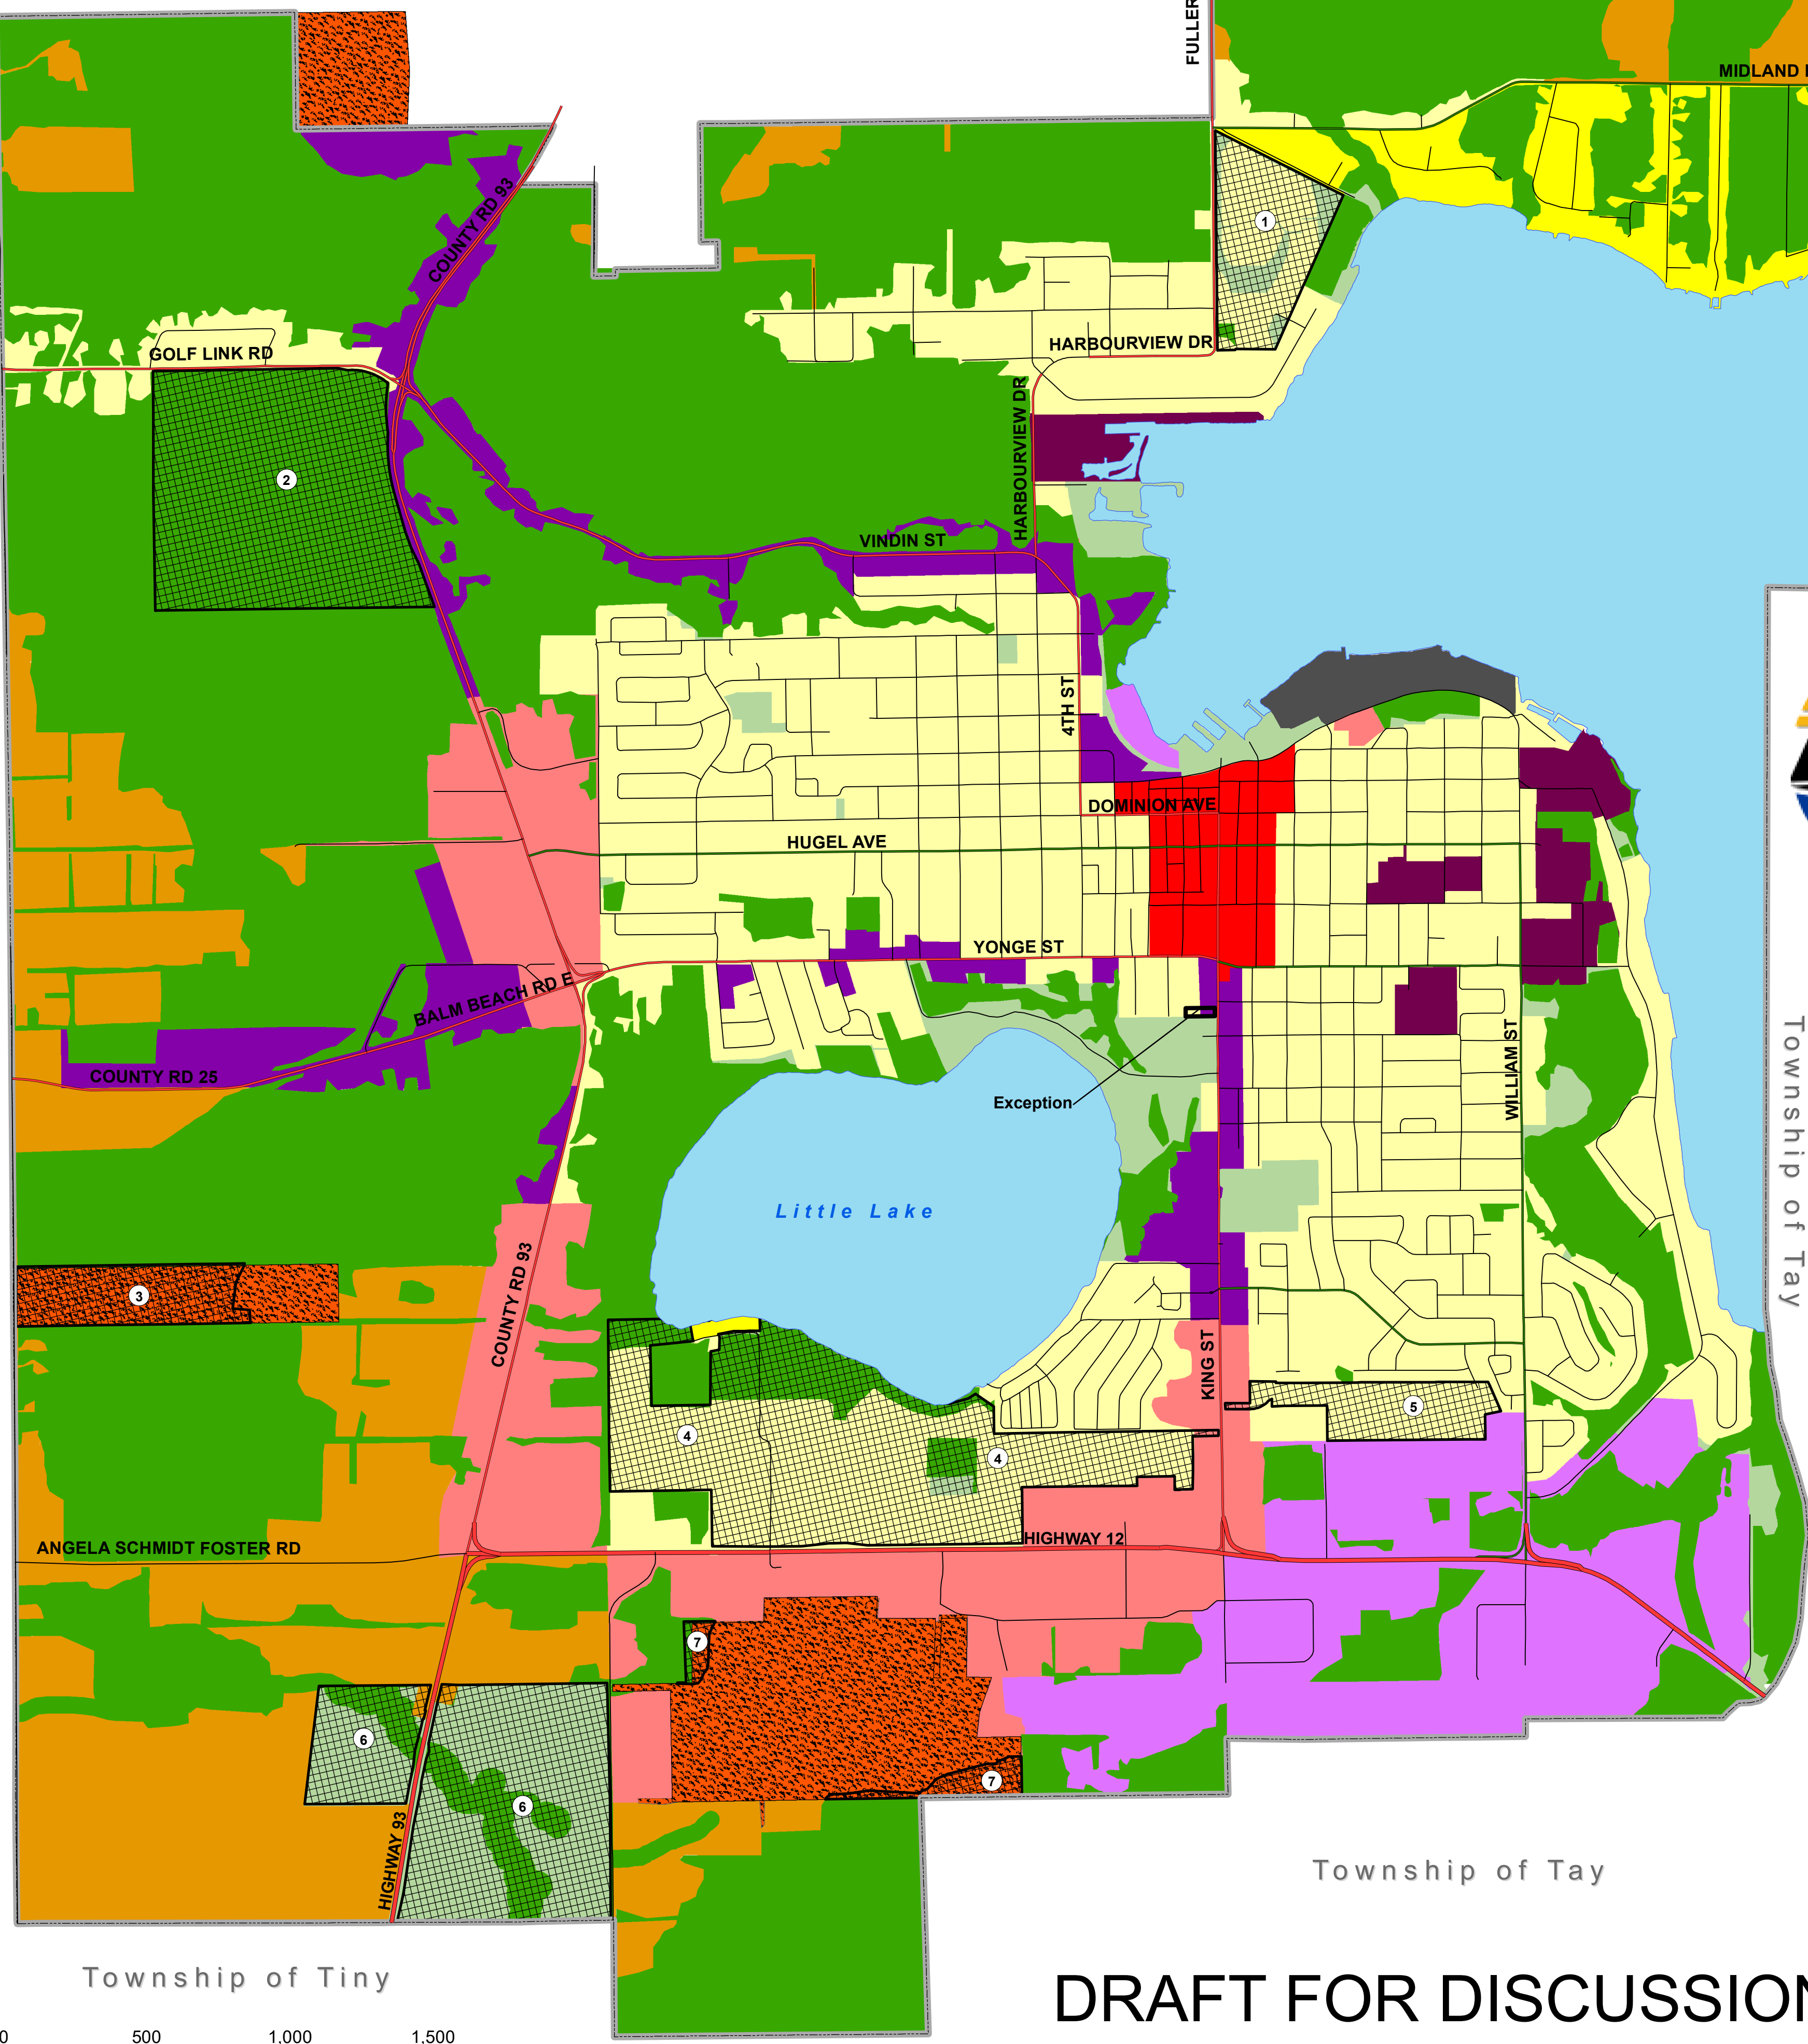 FULLER
MIDLAND
1
COUNTY RD 93
GOLF LINK RD
HARBOURVIEW DR
HARBOURVIEW DR
2
VINDIN ST
4TH ST
DOMINION AVE
HUGEL AVE
YONGE ST
BALM BEACH RD E
COUNTY RD 25
WILLIAM ST
Township of Tay
Exception
Little Lake
3
COUNTY RD 93
KING ST
4
4
5
ANGELA SCHMIDT FOSTER RD
HIGHWAY 12
7
6
6
7
HIGHWAY 93
Township of Tay
Township of Tiny
DRAFT FOR DISCUSSION
0 500 1,000 1,500